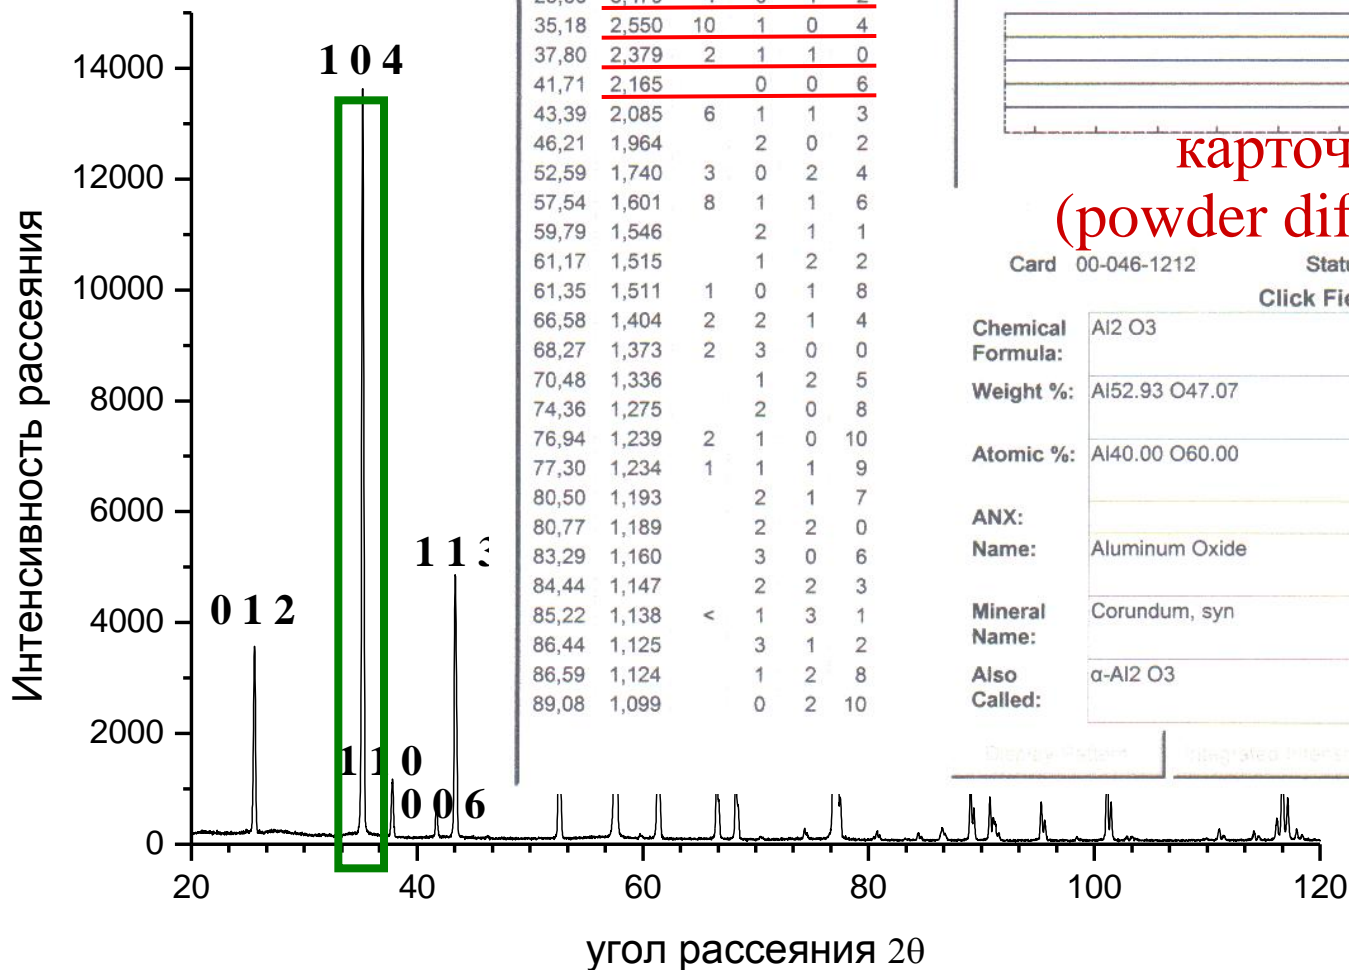 35,18 2,550 10 1 0 4
37,80 2,379 2 1 1 0
41,71 2,165 0 0 6
43,39 2,085 6 1 1 3
46,21 1,964 2 0 2
52,59 1,740 3 0 2 4
57,54 1,601 8 1 1 6
59,79 1,546 2 1 1
61,17 1,515 1 2 2
61,35 1,511 1 0 1 8
66,58 1,404 2 2 1 4
68,27 1,373 2 3 0 0
70,48 1,336 1 2 5
74,36 1,275 2 0 8
76,94 1,239 2 1 0 10
77,30 1,234 1 1 1 9
80,50 1,193 2 1 7
80,77 1,189 2 2 0
83,29 1,160 3 0 6
84,44 1,147 2 2 3
85,22 1,138 < 1 3 1
86,44 1,125 3 1 2
86,59 1,124 1 2 8
89,08 1,099 0 2 10
карточ
(powder dif
Card 00-046-1212 Statu
Click Fie
Chemical Formula: Al2 O3
Weight %: Al52.93 O47.07
Atomic %: Al40.00 O60.00
ANX:
Name: Aluminum Oxide
Mineral Name: Corundum, syn
Also Called: α-Al2 O3
Интенсивность рассеяния
14000
12000
10000
8000
6000
4000
2000
0
1 0 4
1 1 3
0 1 2
1 1 0
0 0 6
20 40 60 80 100 120
угол рассеяния 2θ